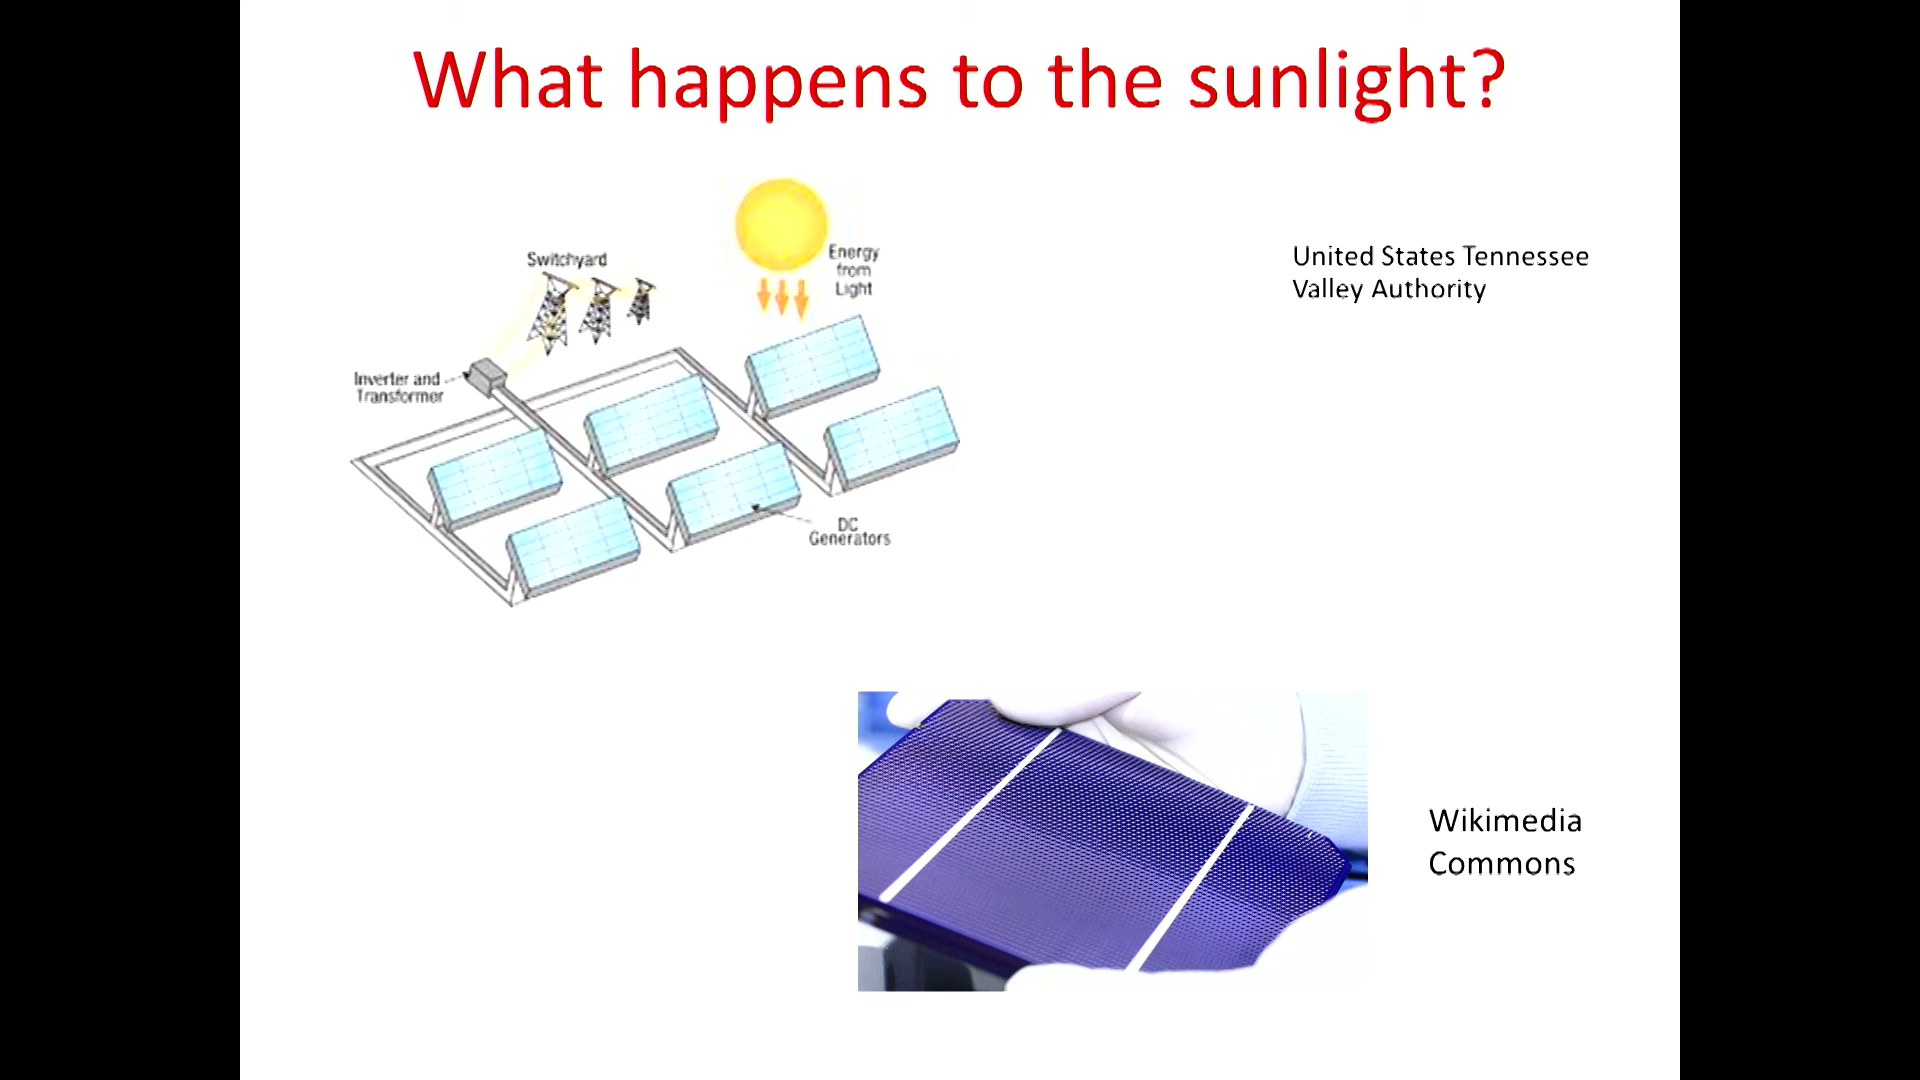 What happens to the sunlight?
Switchyard
Energy
from
Light
United States Tennessee
Valley Authority
Inverter and
Transformer
DC
Generators
Wikimedia
Commons